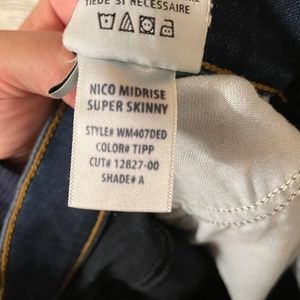 TIEDE SI NECESSAIRE
NICO MIDRISE
SUPER SKINNY
STYLE# WM407DED
COLOR# TIPP
CUT# 12827-00
SHADE# A